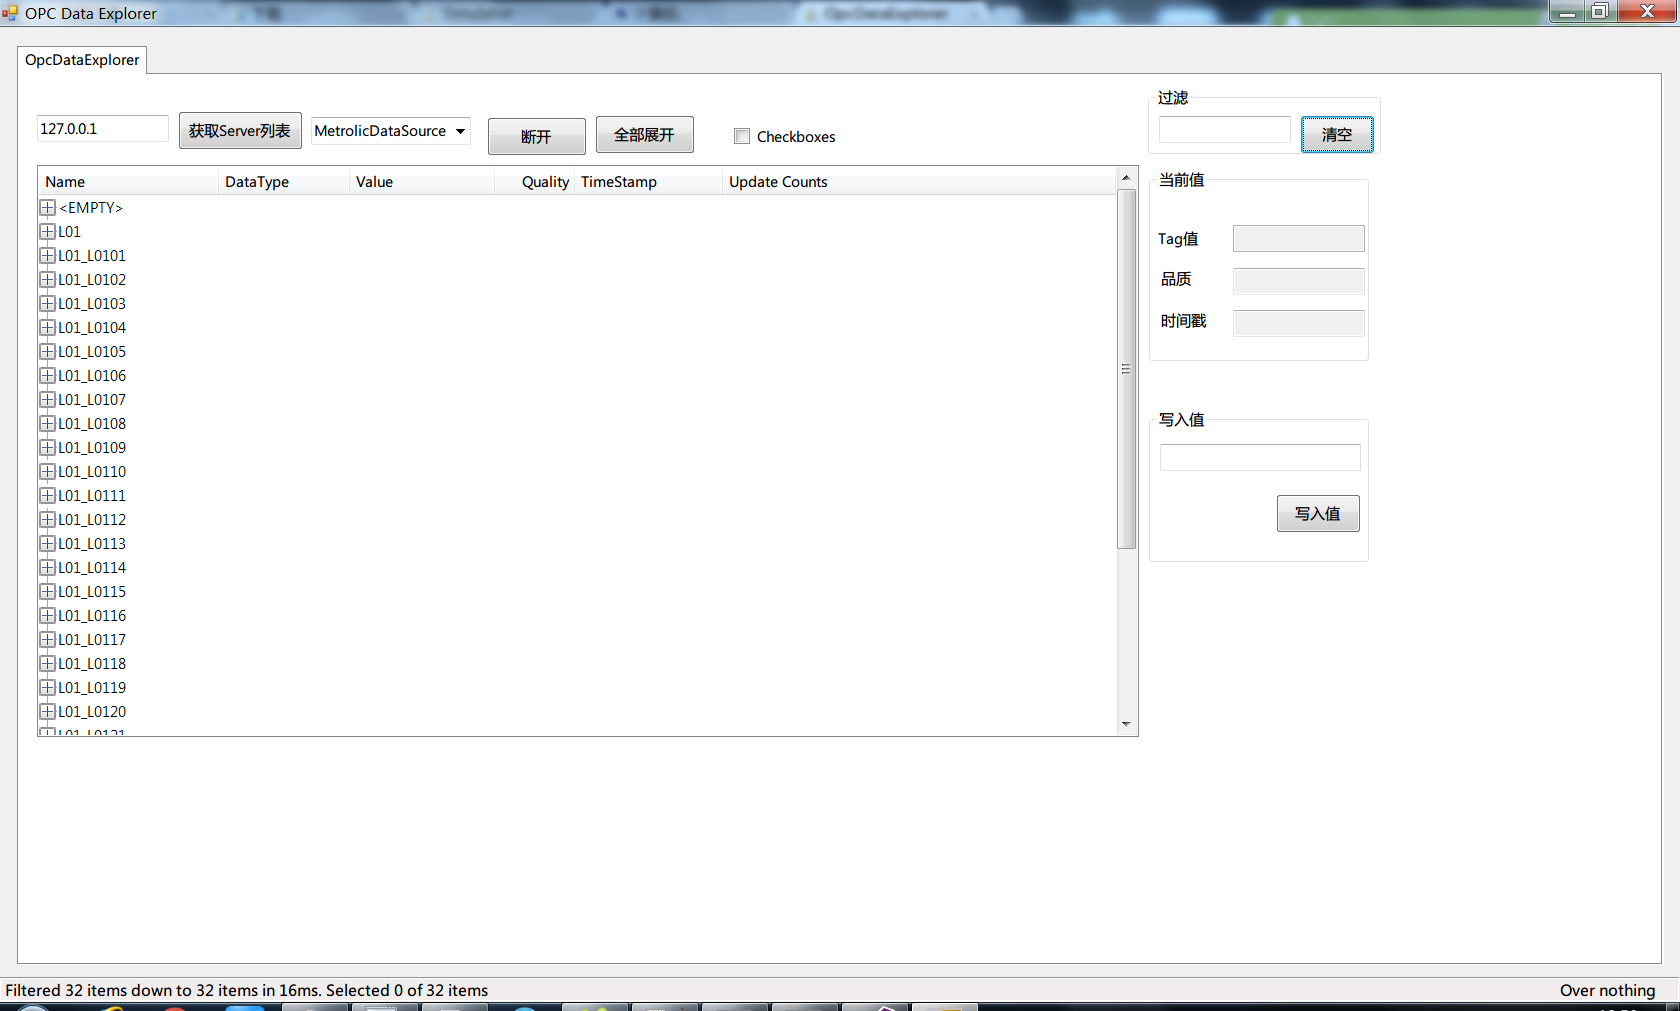 OPC Data Explorer
OpcDataExplorer
127.0.0.1 获取Server列表 MetrolicDataSource 断开 全部展开 Checkboxes
Name DataType Value Quality TimeStamp Update Counts
<EMPTY>
L01
L01_L0101
L01_L0102
L01_L0103
L01_L0104
L01_L0105
L01_L0106
L01_L0107
L01_L0108
L01_L0109
L01_L0110
L01_L0111
L01_L0112
L01_L0113
L01_L0114
L01_L0115
L01_L0116
L01_L0117
L01_L0118
L01_L0119
L01_L0120
L01_L0121
过滤
清空
当前值
Tag值
品质
时间戳
写入值
写入值
Filtered 32 items down to 32 items in 16ms. Selected 0 of 32 items
Over nothing